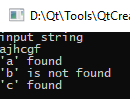 D:\Qt\Tools\QtCrea
input string
ajhcgf
'a' found
'b' is not found
'c' found